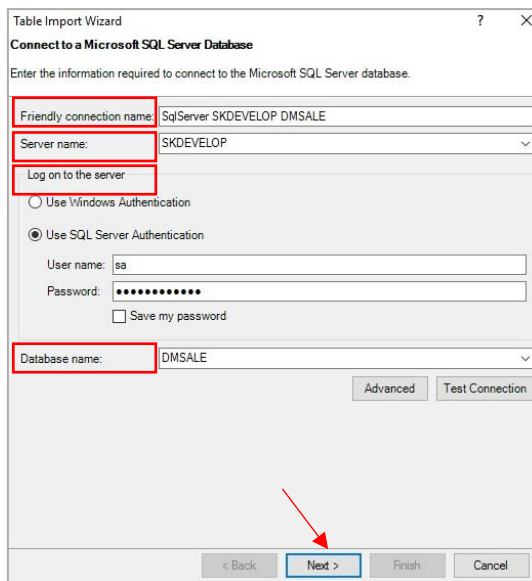 Table Import Wizard ? X
Connect to a Microsoft SQL Server Database
Enter the information required to connect to the Microsoft SQL Server database.
Friendly connection name: SqlServer SKDEVELOP DMSALE
Server name: SKDEVELOP
Log on to the server
Use Windows Authentication
Use SQL Server Authentication
User name: sa
Password: ••••••••••••
Save my password
Database name: DMSALE
Advanced Test Connection
< Back Next > Finish Cancel